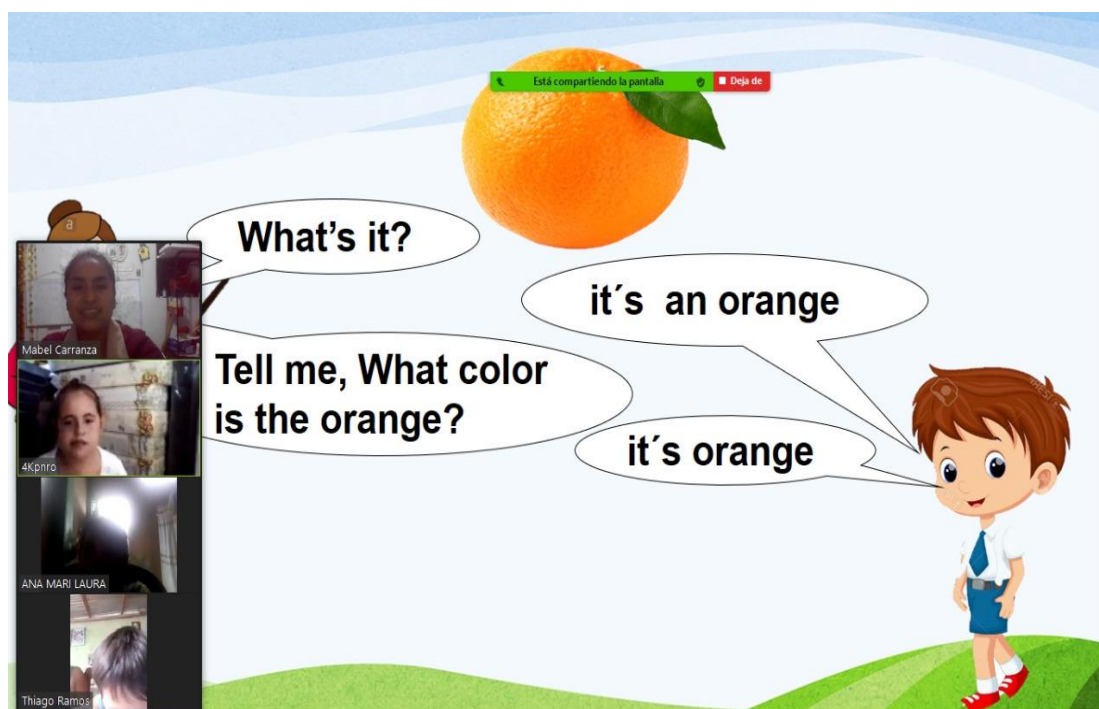 Está compartiendo la pantalla
Deja de
a
What's it?
it´s an orange
Tell me, What color
is the orange?
it´s orange
Mabel Carranza
4Kpnro
ANA MARI LAURA
Thiago Ramos